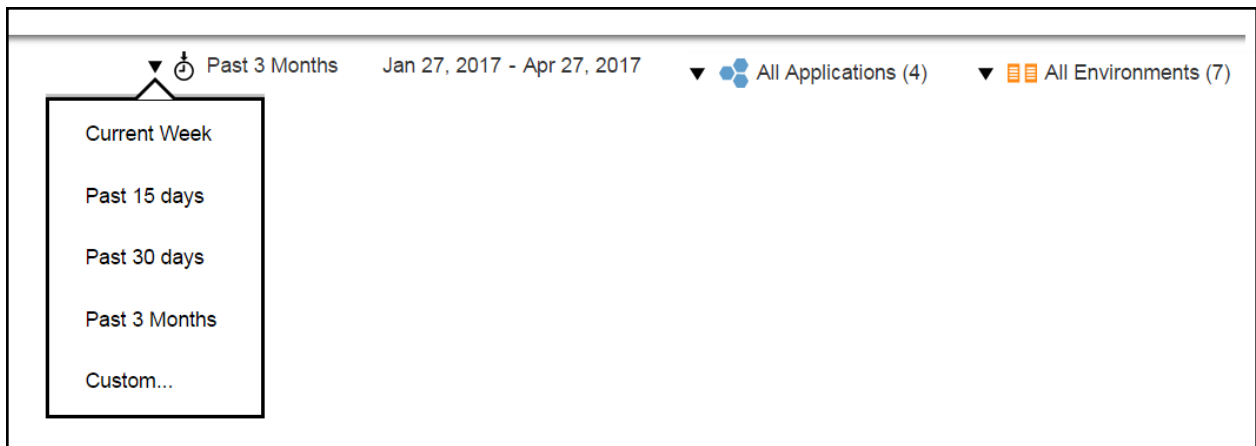 Past 3 Months Jan 27, 2017 - Apr 27, 2017 All Applications (4) All Environments (7)
Current Week
Past 15 days
Past 30 days
Past 3 Months
Custom...